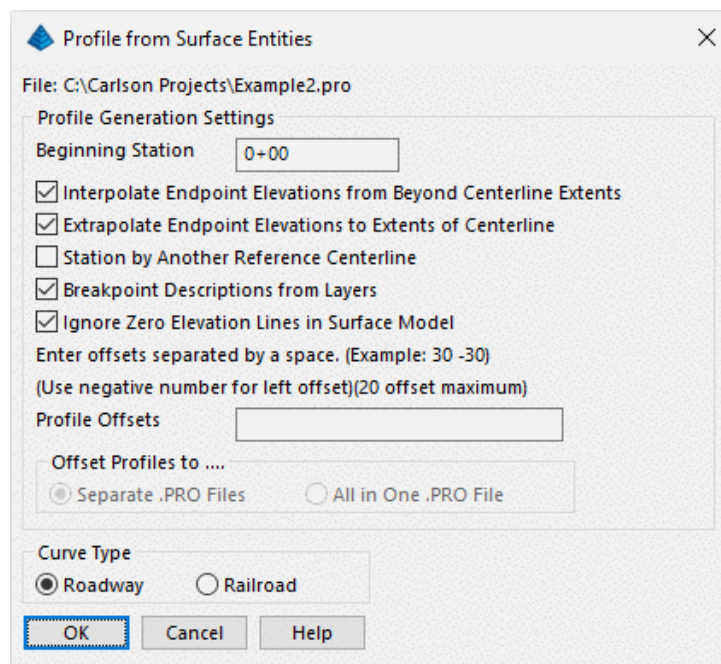 Profile from Surface Entities
File: C:\Carlson Projects\Example2.pro
Profile Generation Settings
Beginning Station 0+00
Interpolate Endpoint Elevations from Beyond Centerline Extents
Extrapolate Endpoint Elevations to Extents of Centerline
Station by Another Reference Centerline
Breakpoint Descriptions from Layers
Ignore Zero Elevation Lines in Surface Model
Enter offsets separated by a space. (Example: 30 -30)
(Use negative number for left offset)(20 offset maximum)
Profile Offsets
Offset Profiles to ....
Separate .PRO Files All in One .PRO File
Curve Type
Roadway Railroad
OK Cancel Help